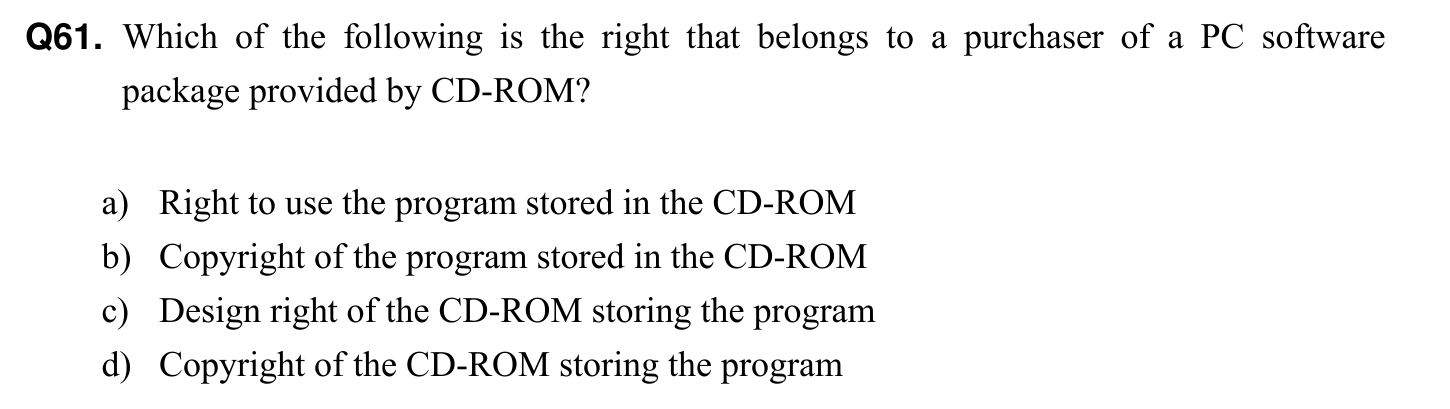 Q61. Which of the following is the right that belongs to a purchaser of a PC software
package provided by CD-ROM?
a) Right to use the program stored in the CD-ROM
b) Copyright of the program stored in the CD-ROM
c) Design right of the CD-ROM storing the program
d) Copyright of the CD-ROM storing the program